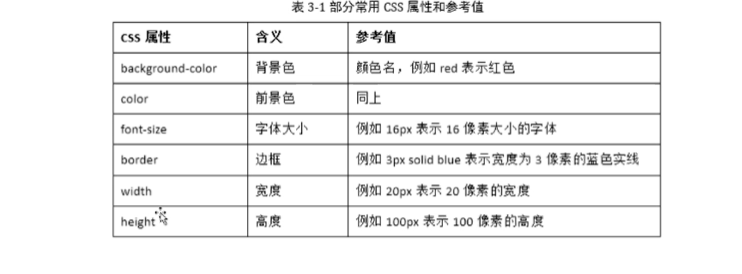 表 3-1 部分常用 CSS 属性和参考值
CSS 属性 含义 参考值
background-color 背景色 颜色名，例如 red 表示红色
color 前景色 同上
font-size 字体大小 例如 16px 表示 16 像素大小的字体
border 边框 例如 3px solid blue 表示宽度为 3 像素的蓝色实线
width 宽度 例如 20px 表示 20 像素的宽度
height 高度 例如 100px 表示 100 像素的高度